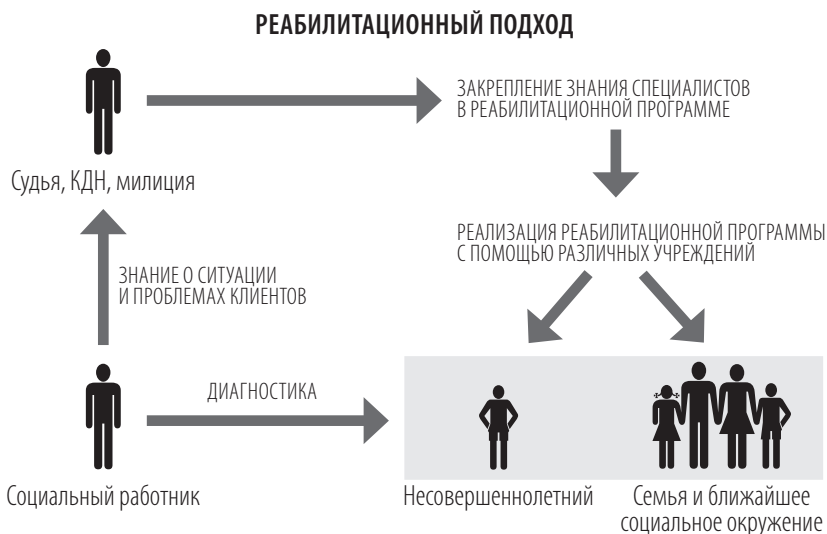 РЕАБИЛИТАЦИОННЫЙ ПОДХОД
ЗАКРЕПЛЕНИЕ ЗНАНИЯ СПЕЦИАЛИСТОВ
В РЕАБИЛИТАЦИОННОЙ ПРОГРАММЕ
Судья, КДН, милиция
РЕАЛИЗАЦИЯ РЕАБИЛИТАЦИОННОЙ ПРОГРАММЫ
С ПОМОЩЬЮ РАЗЛИЧНЫХ УЧРЕЖДЕНИЙ
ЗНАНИЕ О СИТУАЦИИ
И ПРОБЛЕМАХ КЛИЕНТОВ
ДИАГНОСТИКА
Социальный работник
Несовершеннолетний
Семья и ближайшее
социальное окружение